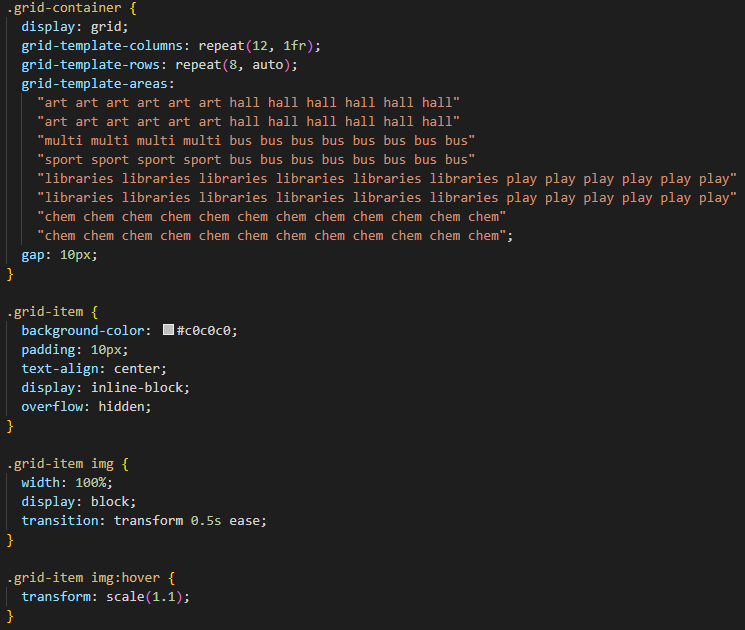 .grid-container {
display: grid;
grid-template-columns: repeat(12, 1fr);
grid-template-rows: repeat(8, auto);
grid-template-areas:
"art art art art art art hall hall hall hall hall hall"
"art art art art art art hall hall hall hall hall hall"
"multi multi multi multi bus bus bus bus bus bus bus bus"
"sport sport sport sport bus bus bus bus bus bus bus bus"
"libraries libraries libraries libraries libraries libraries play play play play play play"
"libraries libraries libraries libraries libraries libraries play play play play play play"
"chem chem chem chem chem chem chem chem chem chem chem chem"
"chem chem chem chem chem chem chem chem chem chem chem chem";
gap: 10px;
}
.grid-item {
background-color: #c0c0c0;
padding: 10px;
text-align: center;
display: inline-block;
overflow: hidden;
}
.grid-item img {
width: 100%;
display: block;
transition: transform 0.5s ease;
}
.grid-item img:hover {
transform: scale(1.1);
}